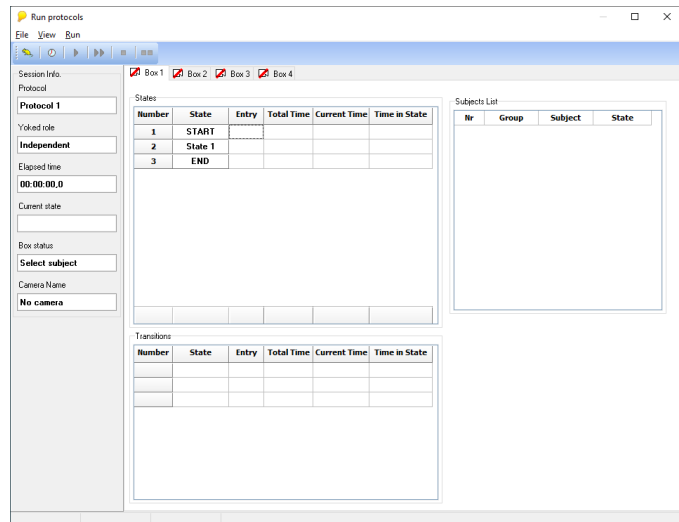 Run protocols
File View Run
Session Info.
Protocol
Protocol 1
Yoked role
Independent
Elapsed time
00:00:00,0
Current state
Box status
Select subject
Camera Name
No camera
Box 1 Box 2 Box 3 Box 4
States
Number State Entry Total Time Current Time Time in State
1 START
2 State 1
3 END
Transitions
Number State Entry Total Time Current Time Time in State
Subjects List
Nr Group Subject State